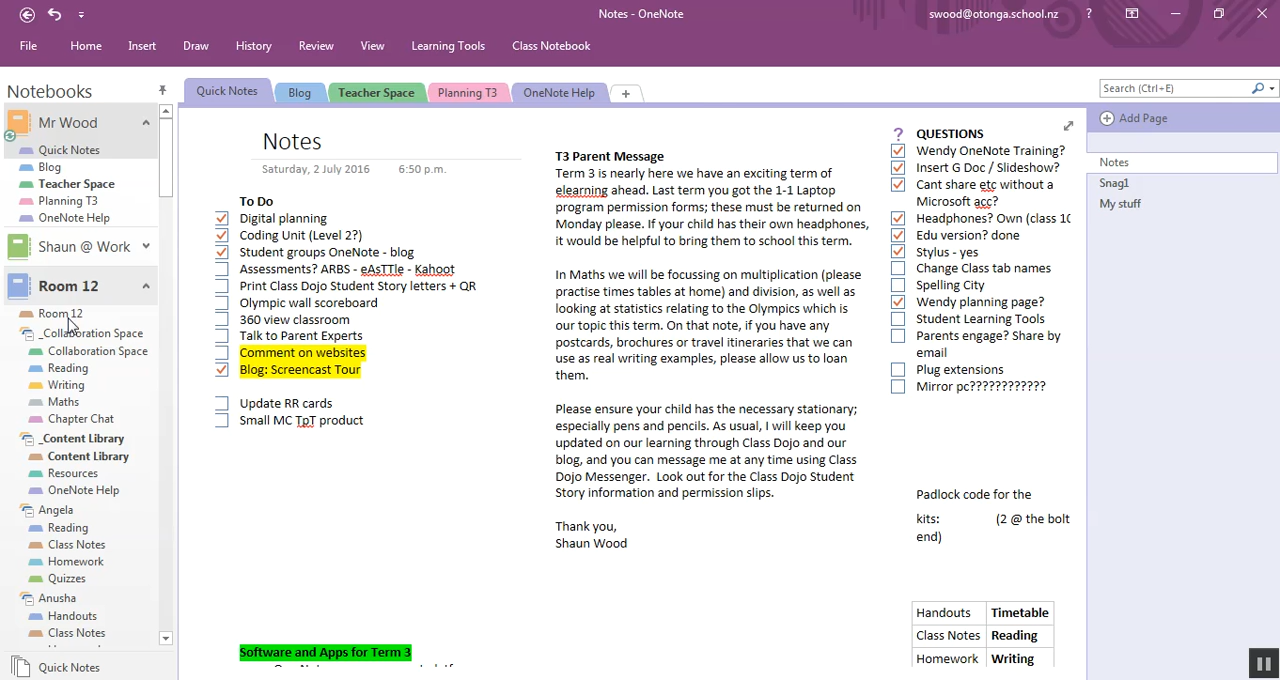 Notes - OneNote
swood@otonga.school.nz
?
File
Home
Insert
Draw
History
Review
View
Learning Tools
Class Notebook
Notebooks
Mr Wood
Quick Notes
Blog
Teacher Space
Planning T3
OneNote Help
Shaun @ Work
Room 12
Room 12
_Collaboration Space
Collaboration Space
Reading
Writing
Maths
Chapter Chat
_Content Library
Content Library
Resources
OneNote Help
Angela
Reading
Class Notes
Homework
Quizzes
Anusha
Handouts
Class Notes
Quick Notes
Quick Notes
Blog
Teacher Space
Planning T3
OneNote Help
+
Notes
Saturday, 2 July 2016
6:50 p.m.
To Do
Digital planning
Coding Unit (Level 2?)
Student groups OneNote - blog
Assessments? ARBS - eAsTTle - Kahoot
Print Class Dojo Student Story letters + QR
Olympic wall scoreboard
360 view classroom
Talk to Parent Experts
Comment on websites
Blog: Screencast Tour
Update RR cards
Small MC TpT product
Software and Apps for Term 3
T3 Parent Message
Term 3 is nearly here we have an exciting term of
elearning ahead. Last term you got the 1-1 Laptop
program permission forms; these must be returned on
Monday please. If your child has their own headphones,
it would be helpful to bring them to school this term.
In Maths we will be focussing on multiplication (please
practise times tables at home) and division, as well as
looking at statistics relating to the Olympics which is
our topic this term. On that note, if you have any
postcards, brochures or travel itineraries that we can
use as real writing examples, please allow us to loan
them.
Please ensure your child has the necessary stationary;
especially pens and pencils. As usual, I will keep you
updated on our learning through Class Dojo and our
blog, and you can message me at any time using Class
Dojo Messenger. Look out for the Class Dojo Student
Story information and permission slips.
Thank you,
Shaun Wood
? QUESTIONS
Wendy OneNote Training?
Insert G Doc / Slideshow?
Cant share etc without a
Microsoft acc?
Headphones? Own (class 10
Edu version? done
Stylus - yes
Change Class tab names
Spelling City
Wendy planning page?
Student Learning Tools
Parents engage? Share by
email
Plug extensions
Mirror pc????????????
Padlock code for the
kits: (2 @ the bolt
end)
Handouts Timetable
Class Notes Reading
Homework Writing
Search (Ctrl+E)
Add Page
Notes
Snag1
My stuff